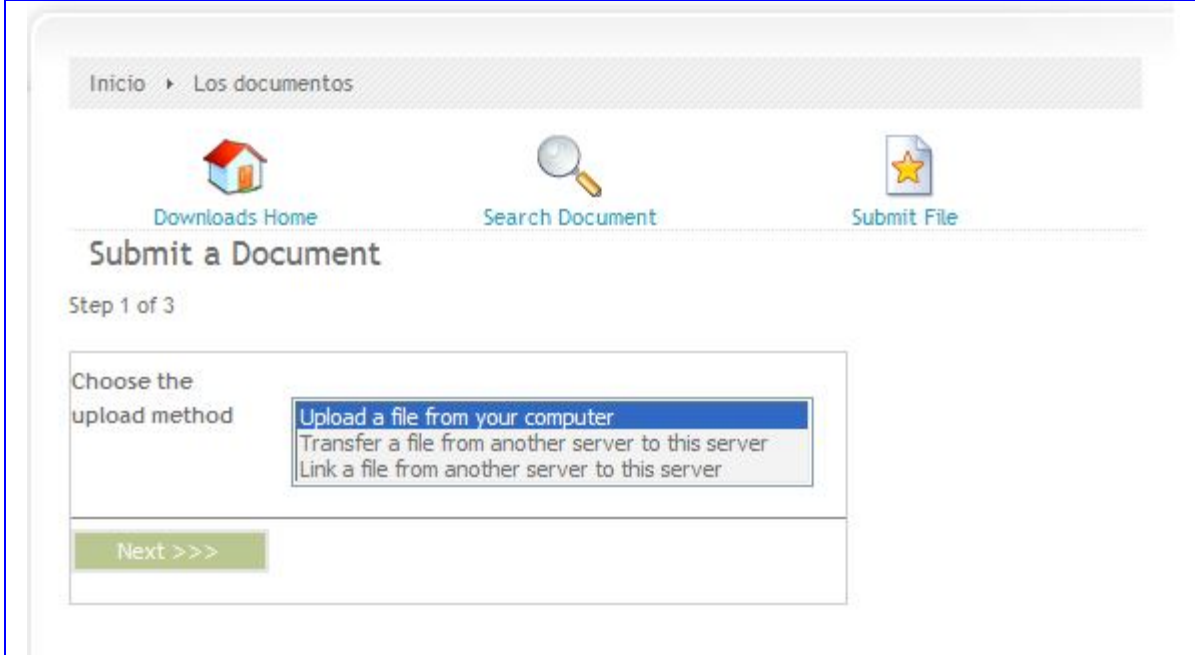 Inicio ‣ Los documentos
Downloads Home Search Document Submit File
Submit a Document
Step 1 of 3
Choose the
upload method
Upload a file from your computer
Transfer a file from another server to this server
Link a file from another server to this server
Next >>>